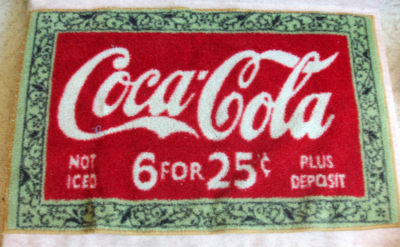 Coca-Cola
NOT ICED
6 FOR 25¢
PLUS DEPOSIT